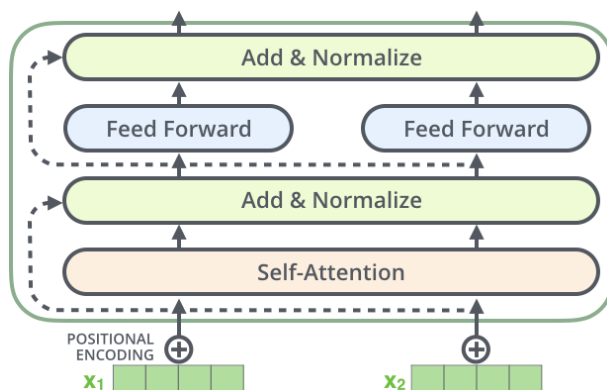 Add & Normalize
Feed Forward Feed Forward
Add & Normalize
Self-Attention
POSITIONAL
ENCODING
x₁ x₂